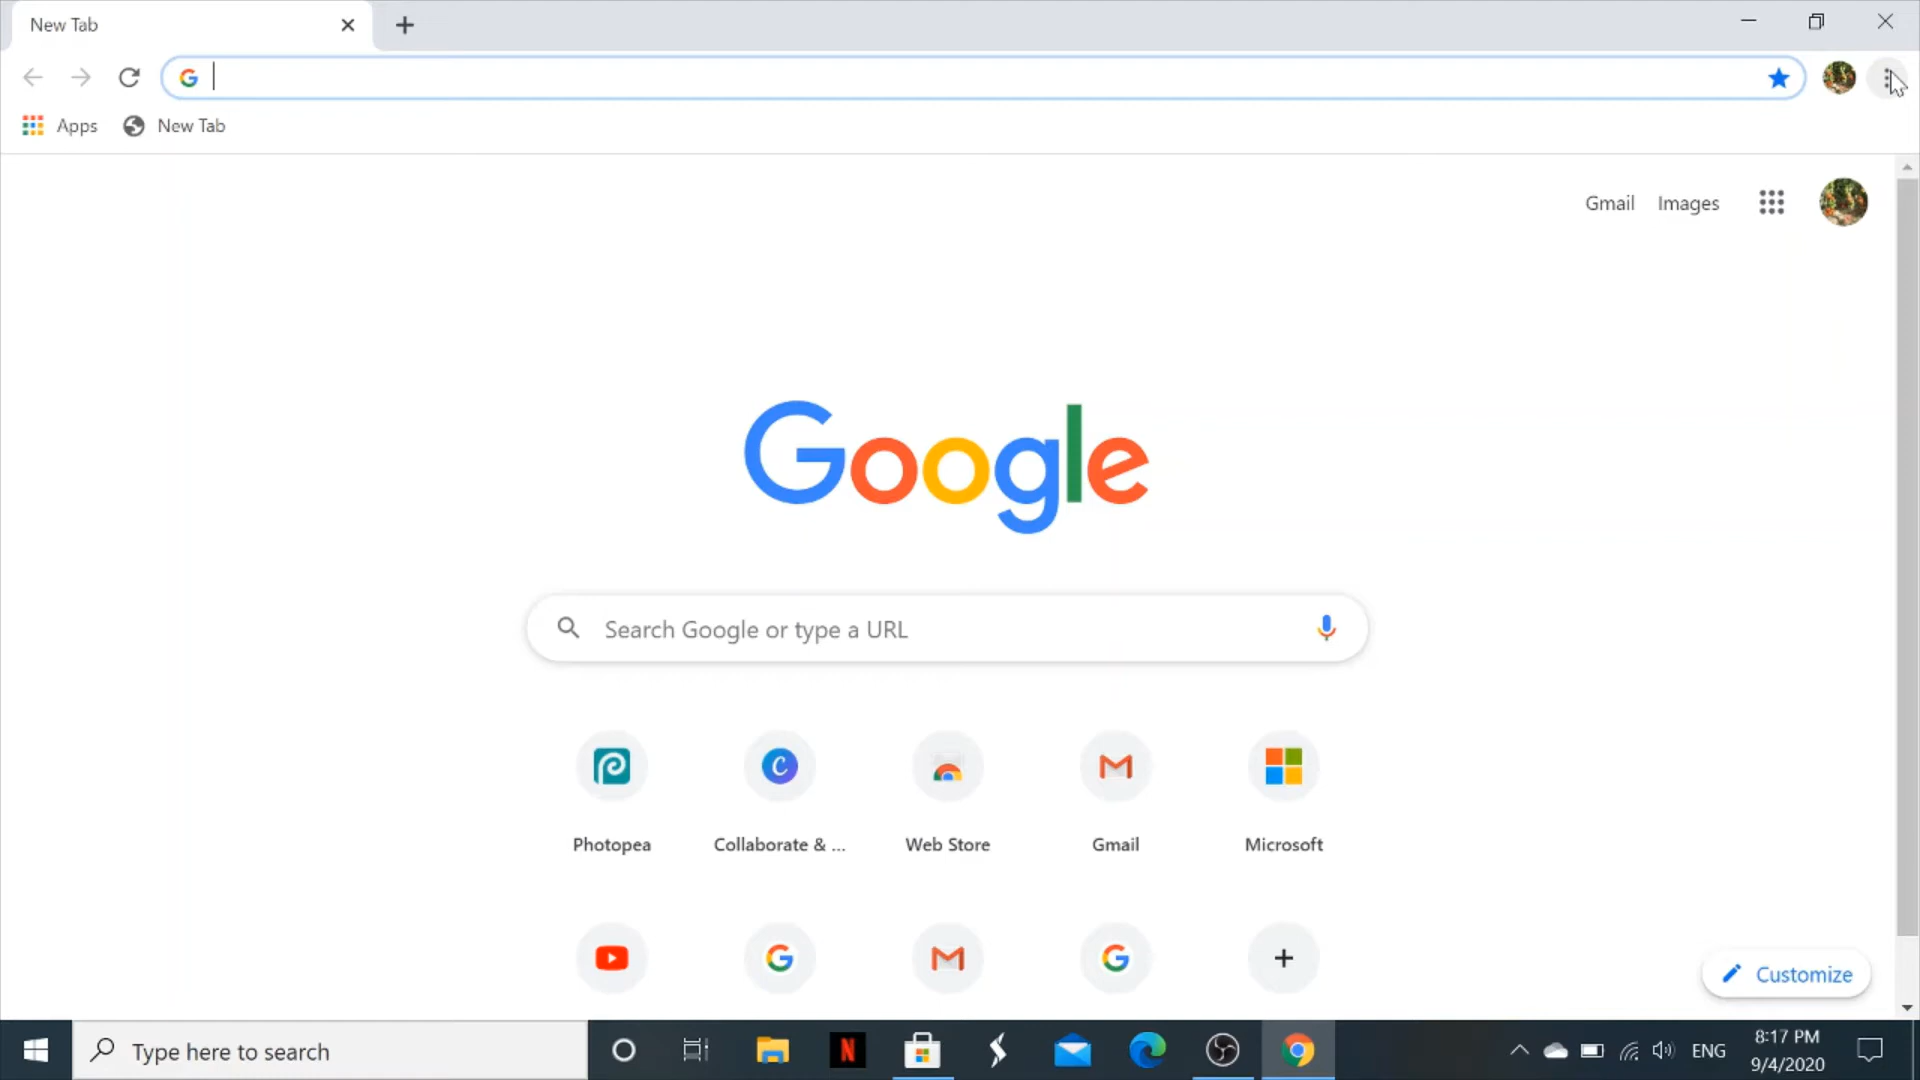 New Tab
Apps
New Tab
Gmail
Images
Google
Search Google or type a URL
Photopea
Collaborate & ...
Web Store
Gmail
Microsoft
Customize
Type here to search
ENG
8:17 PM
9/4/2020